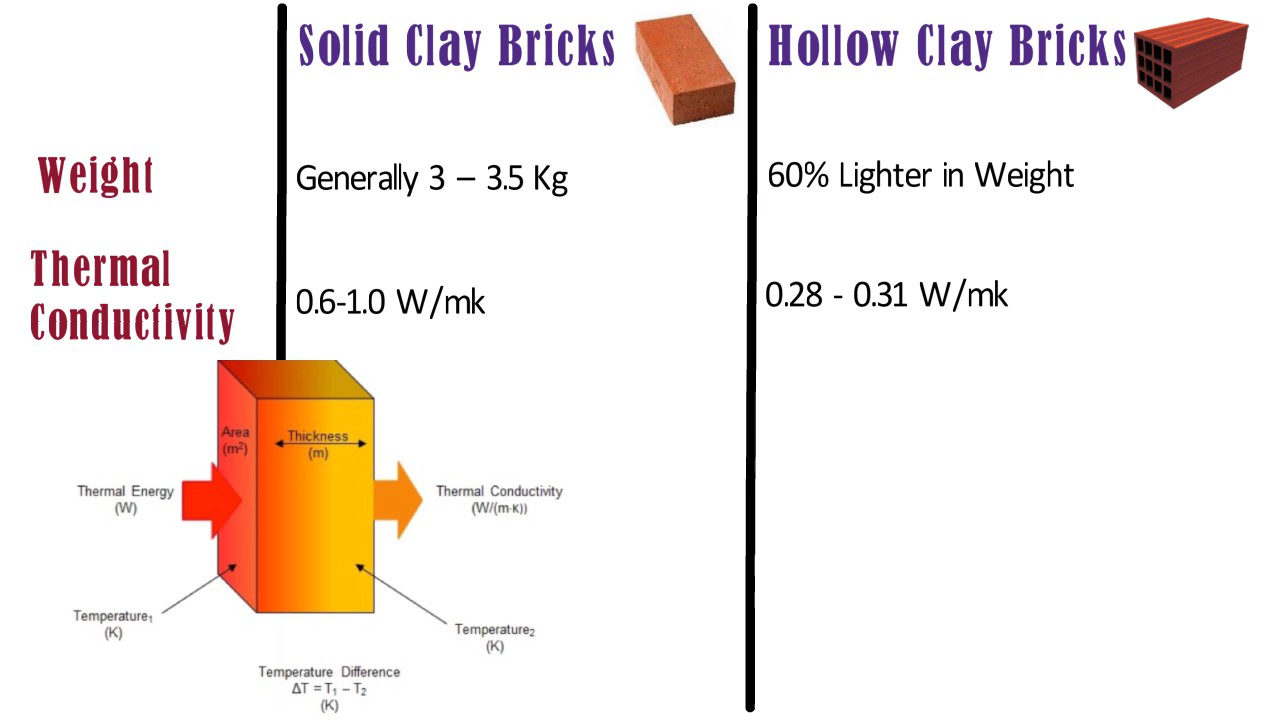 Solid Clay Bricks
Hollow Clay Bricks
Weight
Generally 3 – 3.5 Kg
60% Lighter in Weight
Thermal
Conductivity
0.6-1.0 W/mk
0.28 - 0.31 W/mk
Area
(m²)
Thickness
(m)
Thermal Energy
(W)
Thermal Conductivity
(W/(m·K))
Temperature₁
(K)
Temperature₂
(K)
Temperature Difference
ΔT = T₁ – T₂
(K)